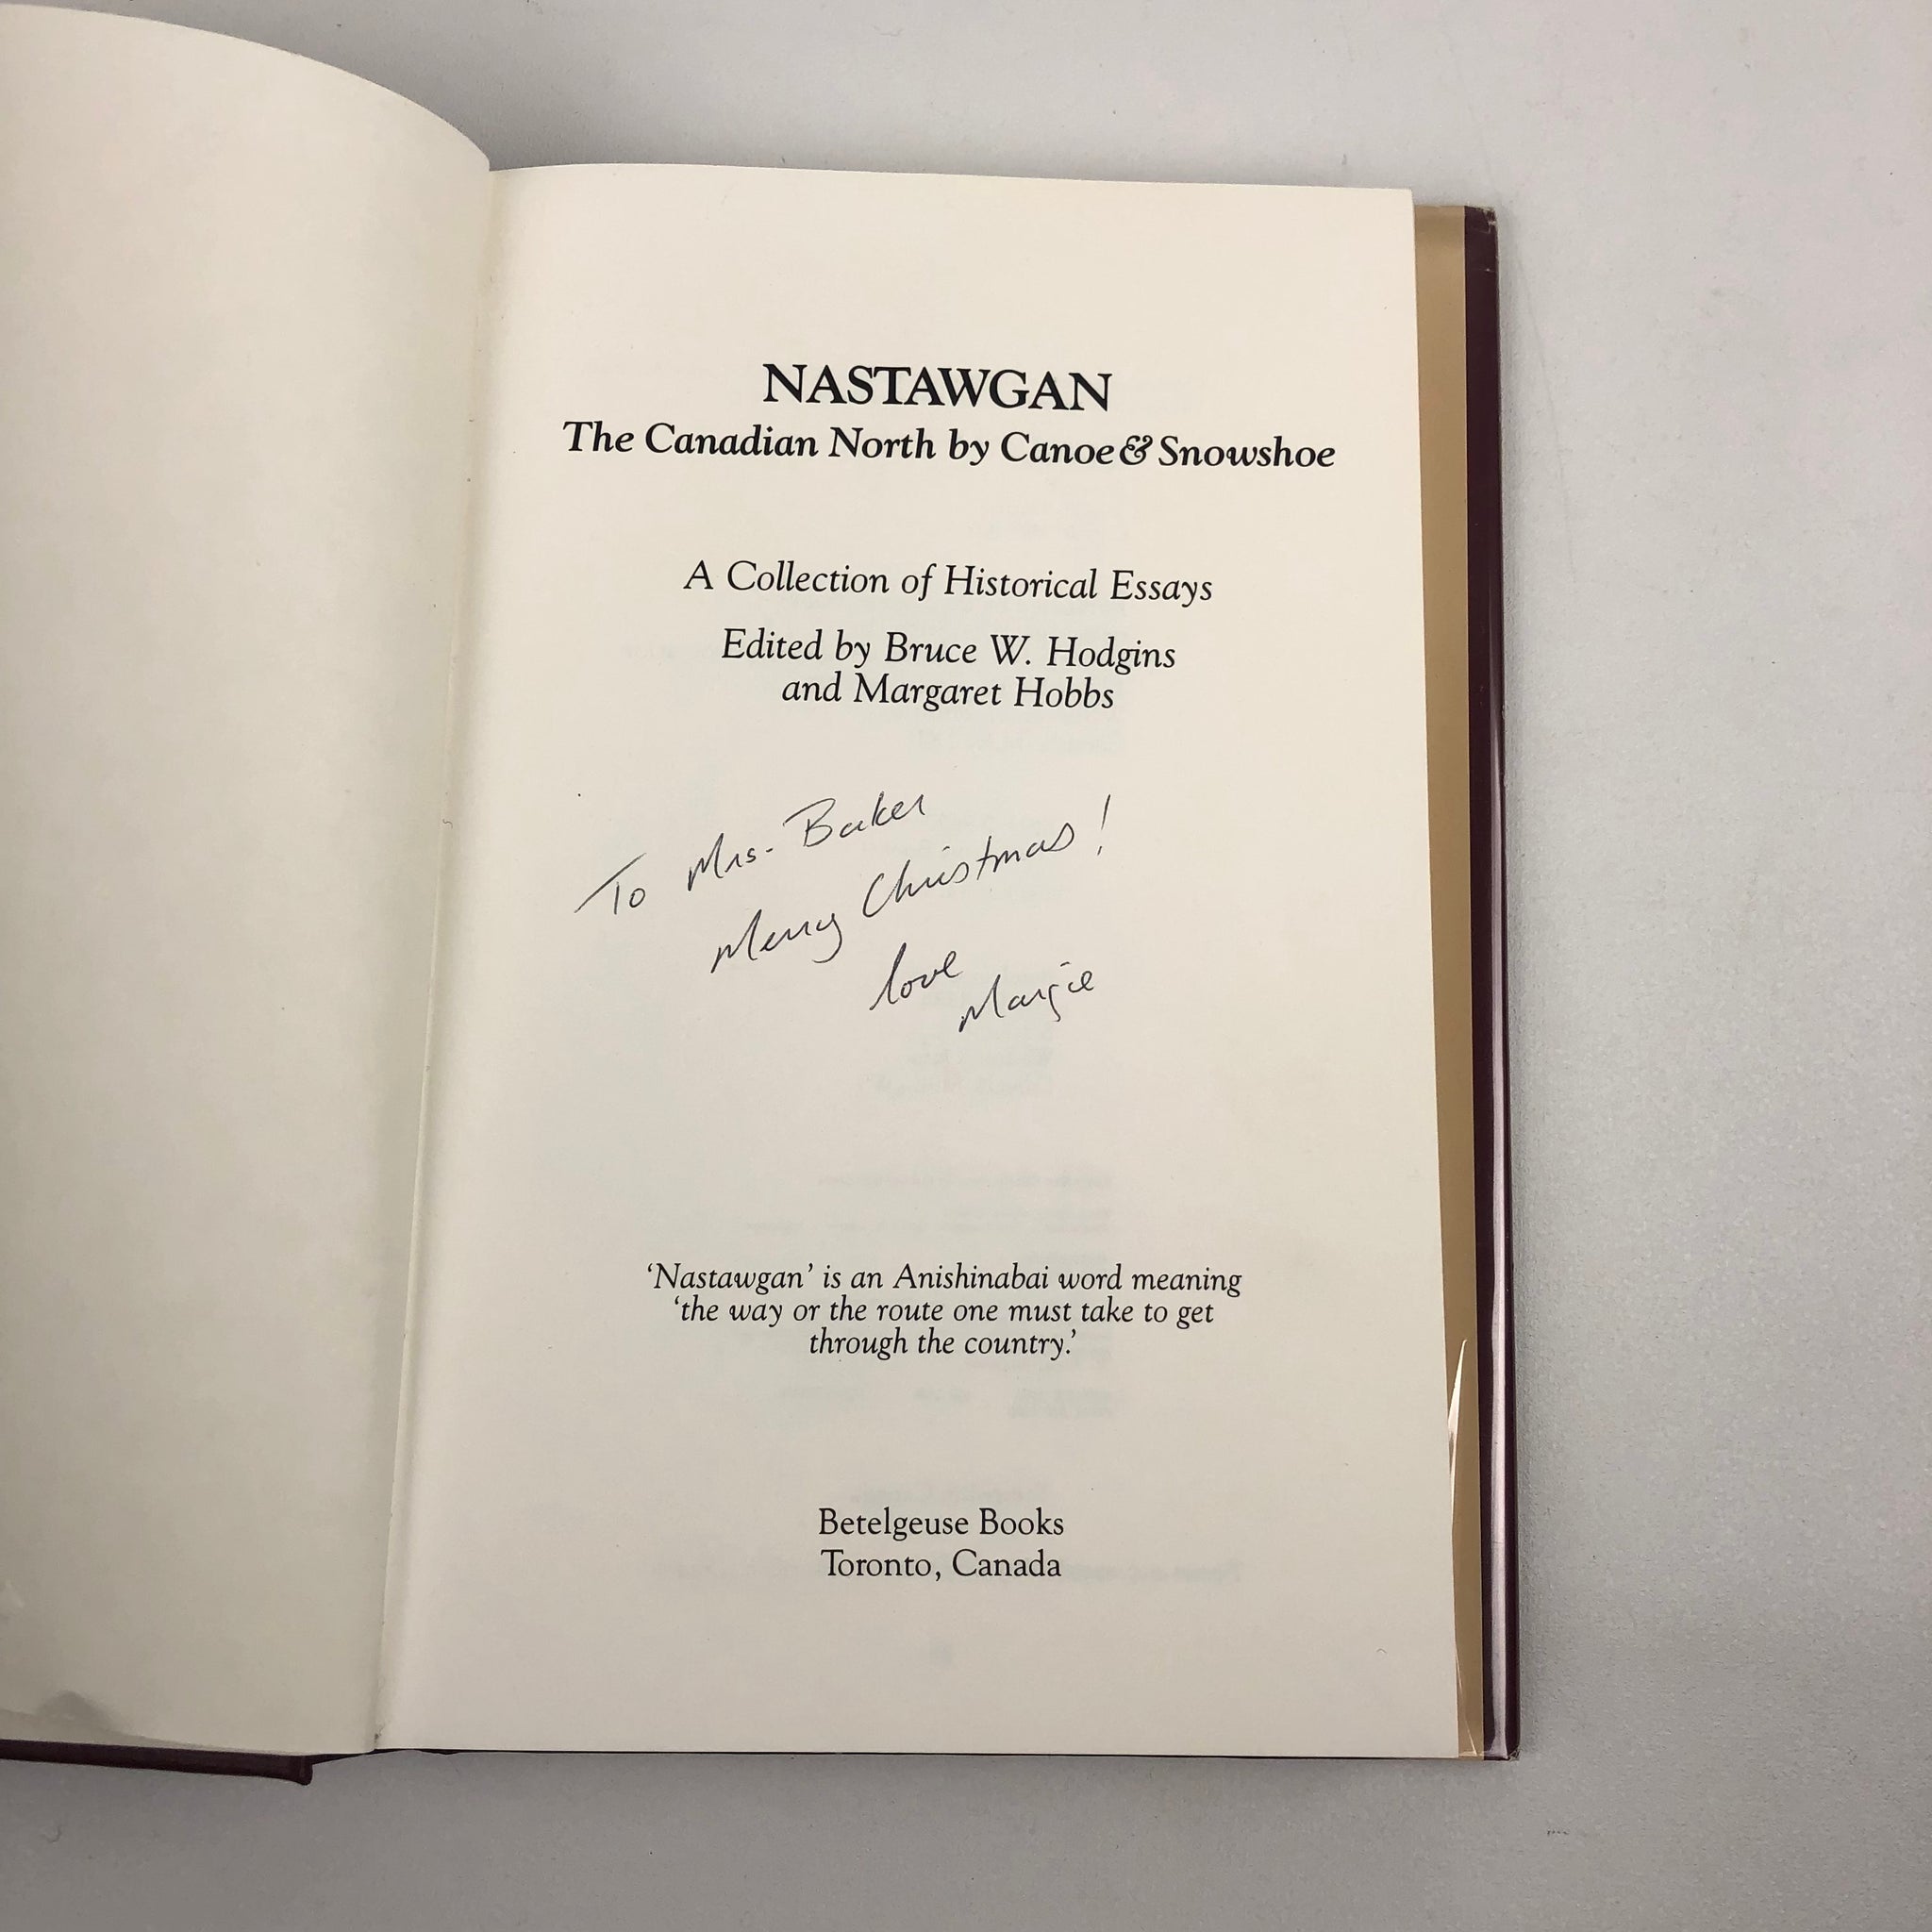 NASTAWGAN
The Canadian North by Canoe & Snowshoe
A Collection of Historical Essays
Edited by Bruce W. Hodgins
and Margaret Hobbs
To Mrs. Baker
Merry Christmas!
love
Margie
‘Nastawgan’ is an Anishinabai word meaning
‘the way or the route one must take to get
through the country.’
Betelgeuse Books
Toronto, Canada